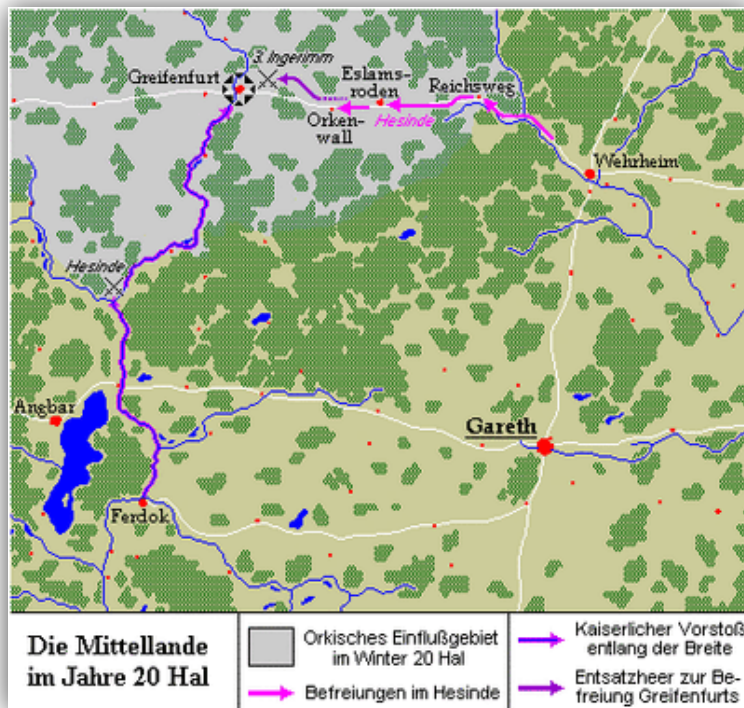 3. Ingerimm
Greifenfurt
Eslams-
roden
Reichsweg
Orken-
wall
Hesinde
Wehrheim
Hesinde
Angbar
Gareth
Ferdok
Die Mittellande
im Jahre 20 Hal
Orkisches Einflußgebiet
im Winter 20 Hal
Befreiungen im Hesinde
Kaiserlicher Vorstoß
entlang der Breite
Entsatzheer zur Be-
freiung Greifenfurts